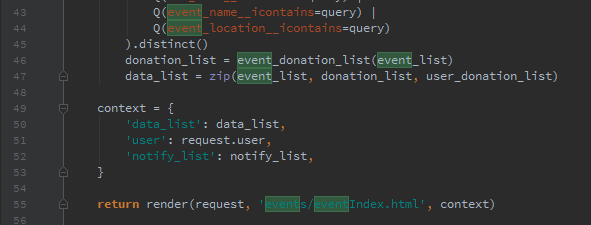 43 Q(event_name__icontains=query) |
44 Q(event_location__icontains=query)
45 ).distinct()
46 donation_list = event_donation_list(event_list)
47 data_list = zip(event_list, donation_list, user_donation_list)
48
49 context = {
50 'data_list': data_list,
51 'user': request.user,
52 'notify_list': notify_list,
53 }
54
55 return render(request, 'events/eventIndex.html', context)
56